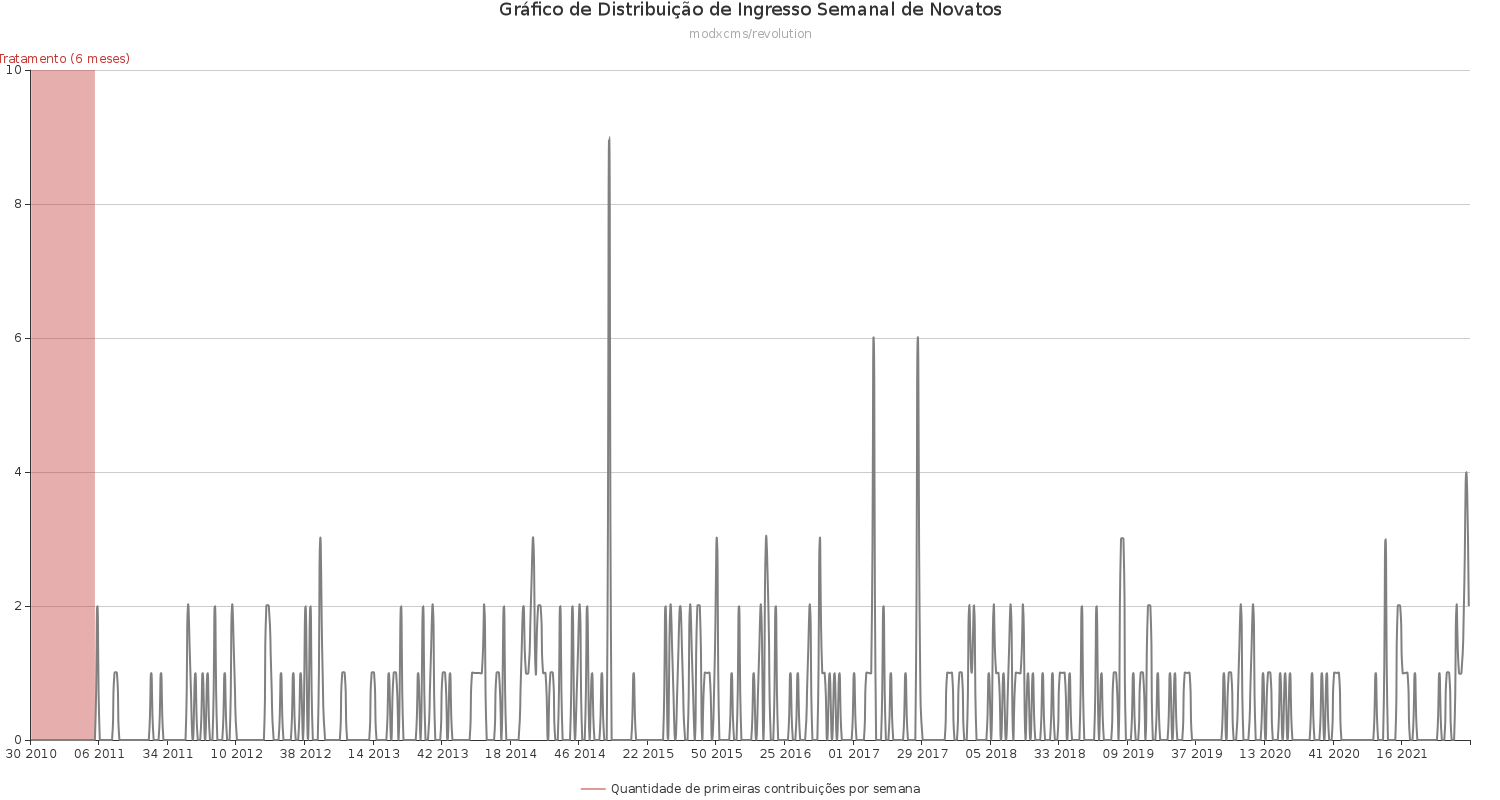 Gráfico de Distribuição de Ingresso Semanal de Novatos
modxcms/revolution
Tratamento (6 meses)
10
8
6
4
2
0
30 2010 06 2011 34 2011 10 2012 38 2012 14 2013 42 2013 18 2014 46 2014 22 2015 50 2015 25 2016 01 2017 29 2017 05 2018 33 2018 09 2019 37 2019 13 2020 41 2020 16 2021
Quantidade de primeiras contribuições por semana